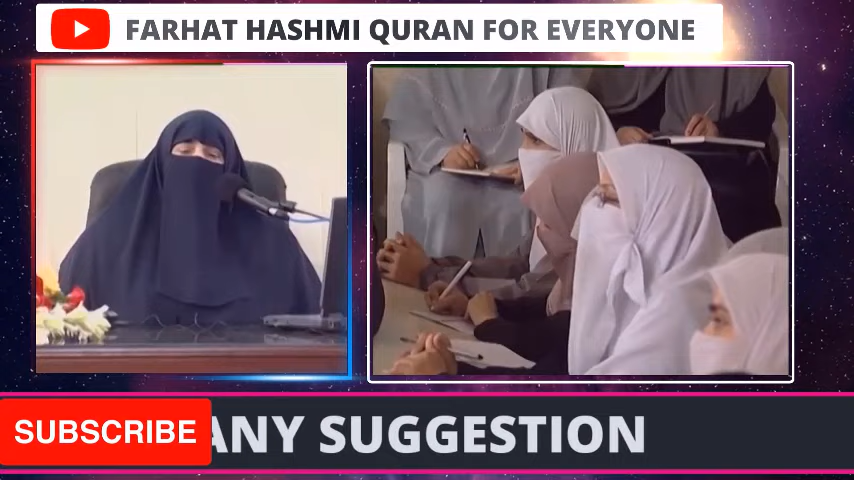 FARHAT HASHMI QURAN FOR EVERYONE
SUBSCRIBE ANY SUGGESTION